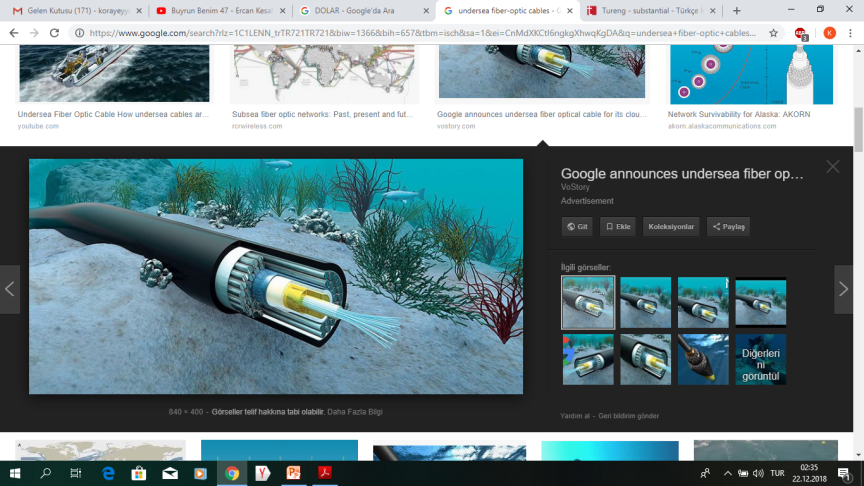 Gelen Kutusu (171) - korayeyy
Buyrun Benim 47 - Ercan Kesal
DOLAR - Google'da Ara
undersea fiber-optic cables - G
Tureng - substantial - Türkçe
https://www.google.com/search?rlz=1C1LENN_trTR721TR721&biw=1366&bih=657&tbm=isch&sa=1&ei=CnMdXKCtI6ngkgXhwqKgDA&q=undersea+fiber-optic+cables...
3
K
Undersea Fiber Optic Cable How undersea cables ar...
youtube.com
Subsea fiber optic networks: Past, present and fut...
rcrwireless.com
Google announces undersea fiber optical cable for its clou...
vostory.com
Network Survivability for Alaska: AKORN
akorn.alaskacommunications.com
Google announces undersea fiber op...
VoStory
Advertisement
Git
Ekle
Koleksiyonlar
Paylaş
İlgili görseller:
Diğerleri
ni
görüntül
840 × 400 - Görseller telif hakkına tabi olabilir. Daha Fazla Bilgi
Yardım al - Geri bildirim gönder
TUR
02:35
22.12.2018
1